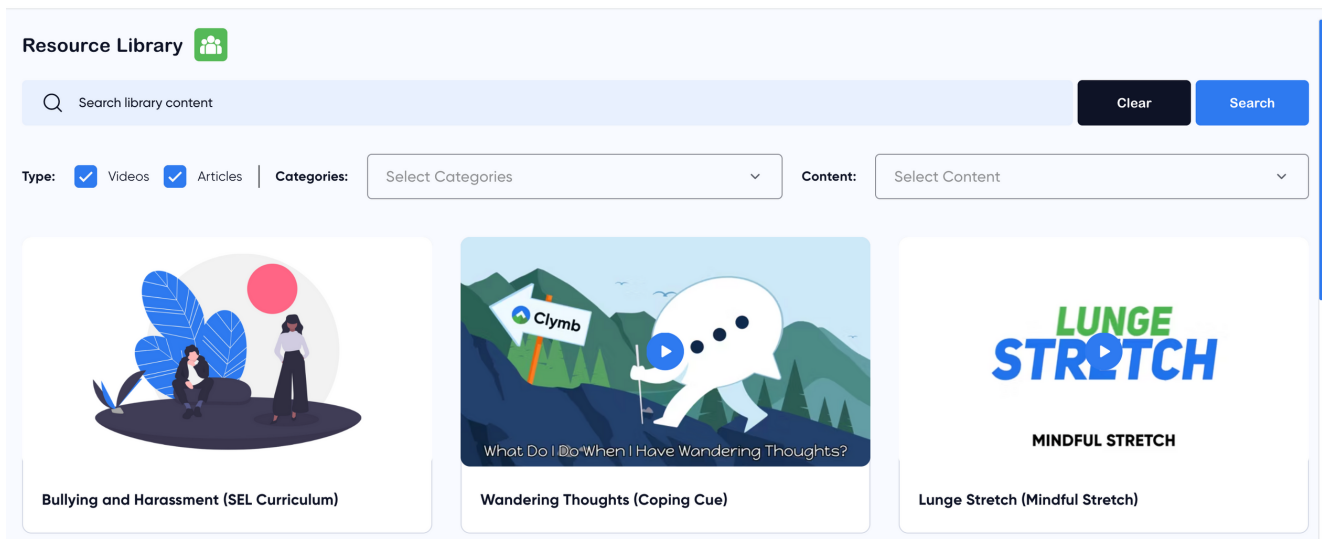 Resource Library
Search library content
Clear
Search
Type:
Videos
Articles
Categories:
Select Categories
Content:
Select Content
Clymb
What Do I Do When I Have Wandering Thoughts?
LUNGE
STRETCH
MINDFUL STRETCH
Bullying and Harassment (SEL Curriculum)
Wandering Thoughts (Coping Cue)
Lunge Stretch (Mindful Stretch)